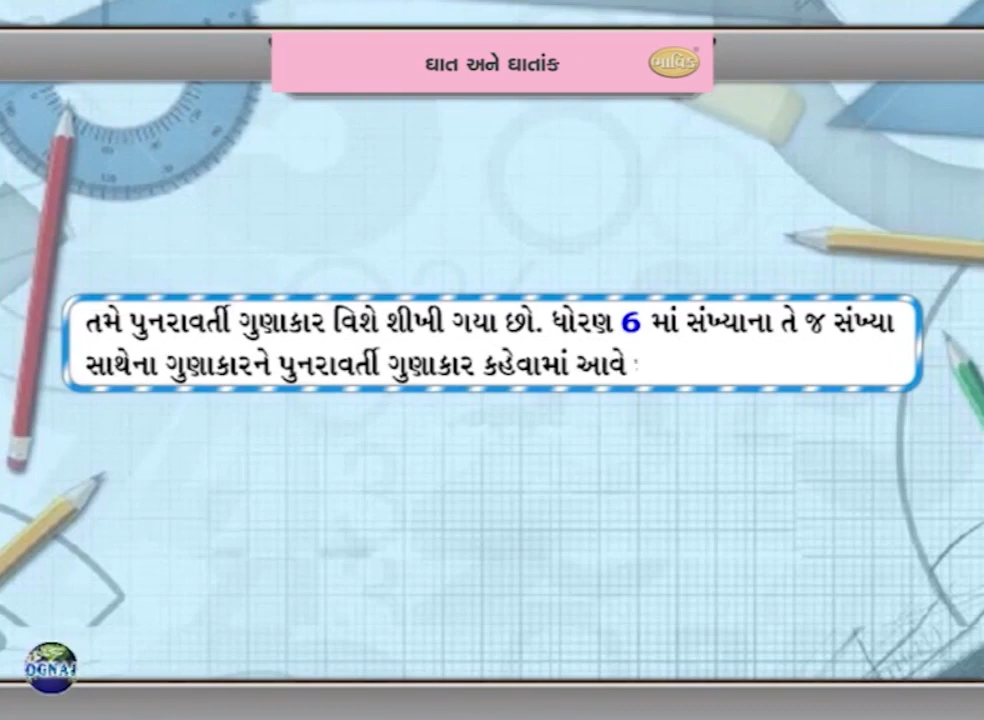 ઘાત અને ઘાતાંક
ભાવિક
તમે પુનરાવર્તી ગુણાકાર વિશે શીખી ગયા છો. ધોરણ 6 માં સંખ્યાના તે જ સંખ્યા
સાથેના ગુણાકારને પુનરાવર્તી ગુણાકાર કહેવામાં આવે